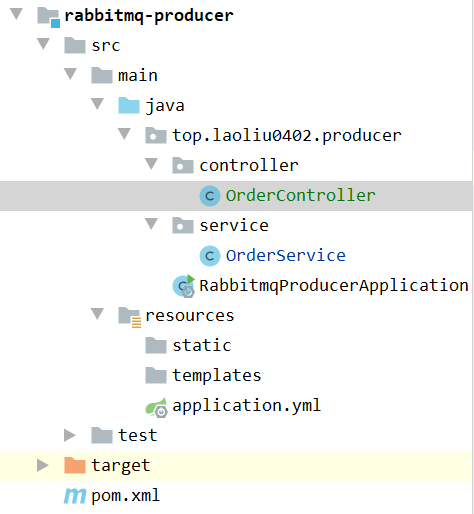 rabbitmq-producer
src
main
java
top.laoliu0402.producer
controller
OrderController
service
OrderService
RabbitmqProducerApplication
resources
static
templates
application.yml
test
target
pom.xml